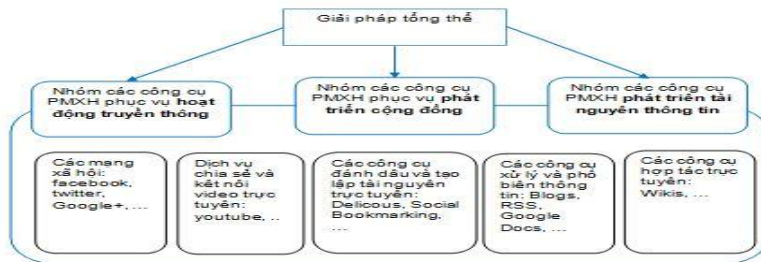 Giải pháp tổng thể
Nhóm các công cụ
PMXH phục vụ hoạt
động truyền thông
Nhóm các công cụ
PMXH phục vụ phát
triển cộng đồng
Nhóm các công cụ
PMXH phát triển tài
nguyên thông tin
Các mạng
xã hội:
facebook,
twitter,
Google+, ...
Dịch vụ
chia sẻ và
kết nối
video trực
tuyến:
youtube, ..
Các công cụ
đánh dấu và tạo
lập tài nguyên
trực tuyến:
Delicous, Social
Bookmarking,
...
Các công cụ
xử lý và phổ
biên thông
tin: Blogs,
RSS,
Google
Docs, ...
Các công cụ
hợp tác trực
tuyến:
Wikis, ...